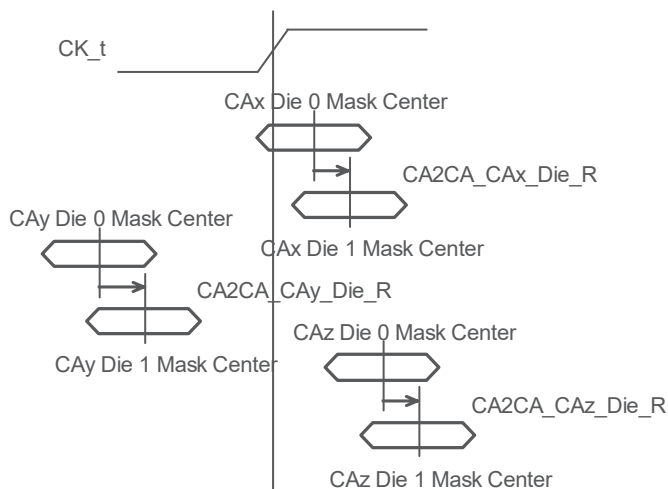 CK_t
CAx Die 0 Mask Center
CA2CA_CAx_Die_R
CAy Die 0 Mask Center
CAx Die 1 Mask Center
CA2CA_CAy_Die_R
CAz Die 0 Mask Center
CAy Die 1 Mask Center
CA2CA_CAz_Die_R
CAz Die 1 Mask Center